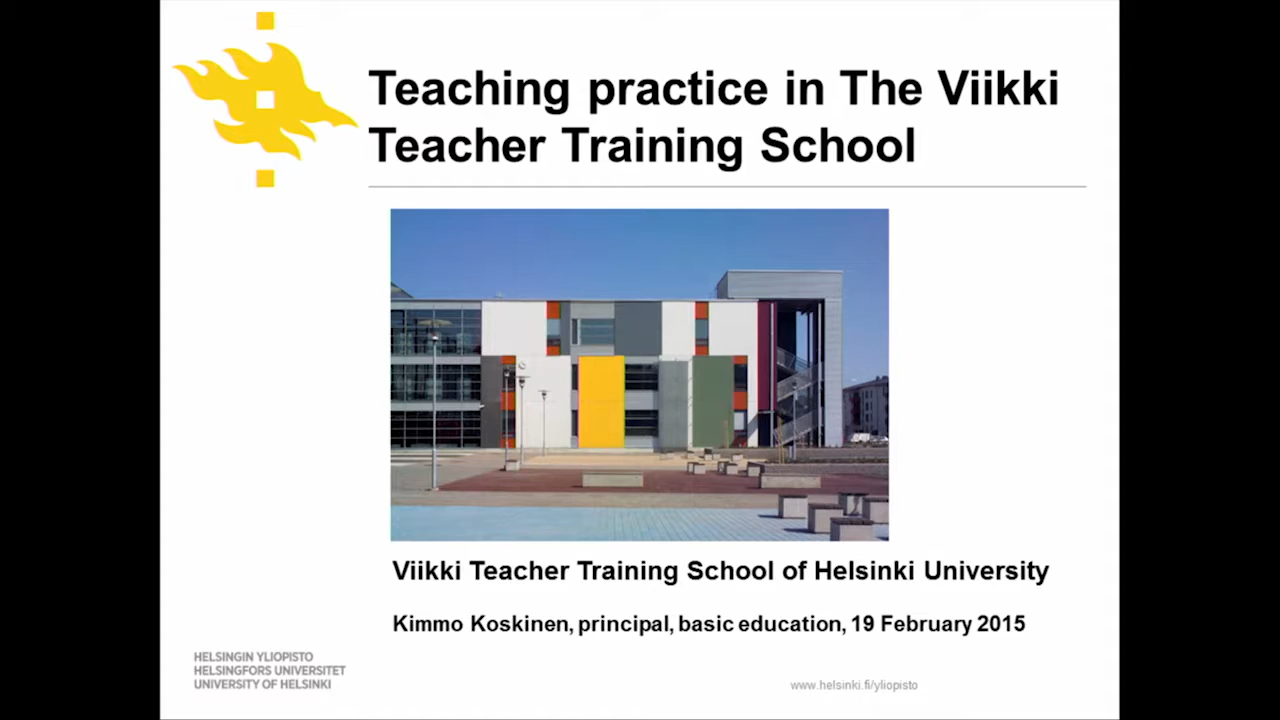 Teaching practice in The Viikki
Teacher Training School
Viikki Teacher Training School of Helsinki University
Kimmo Koskinen, principal, basic education, 19 February 2015
HELSINGIN YLIOPISTO
HELSINGFORS UNIVERSITET
UNIVERSITY OF HELSINKI
www.helsinki.fi/yliopisto